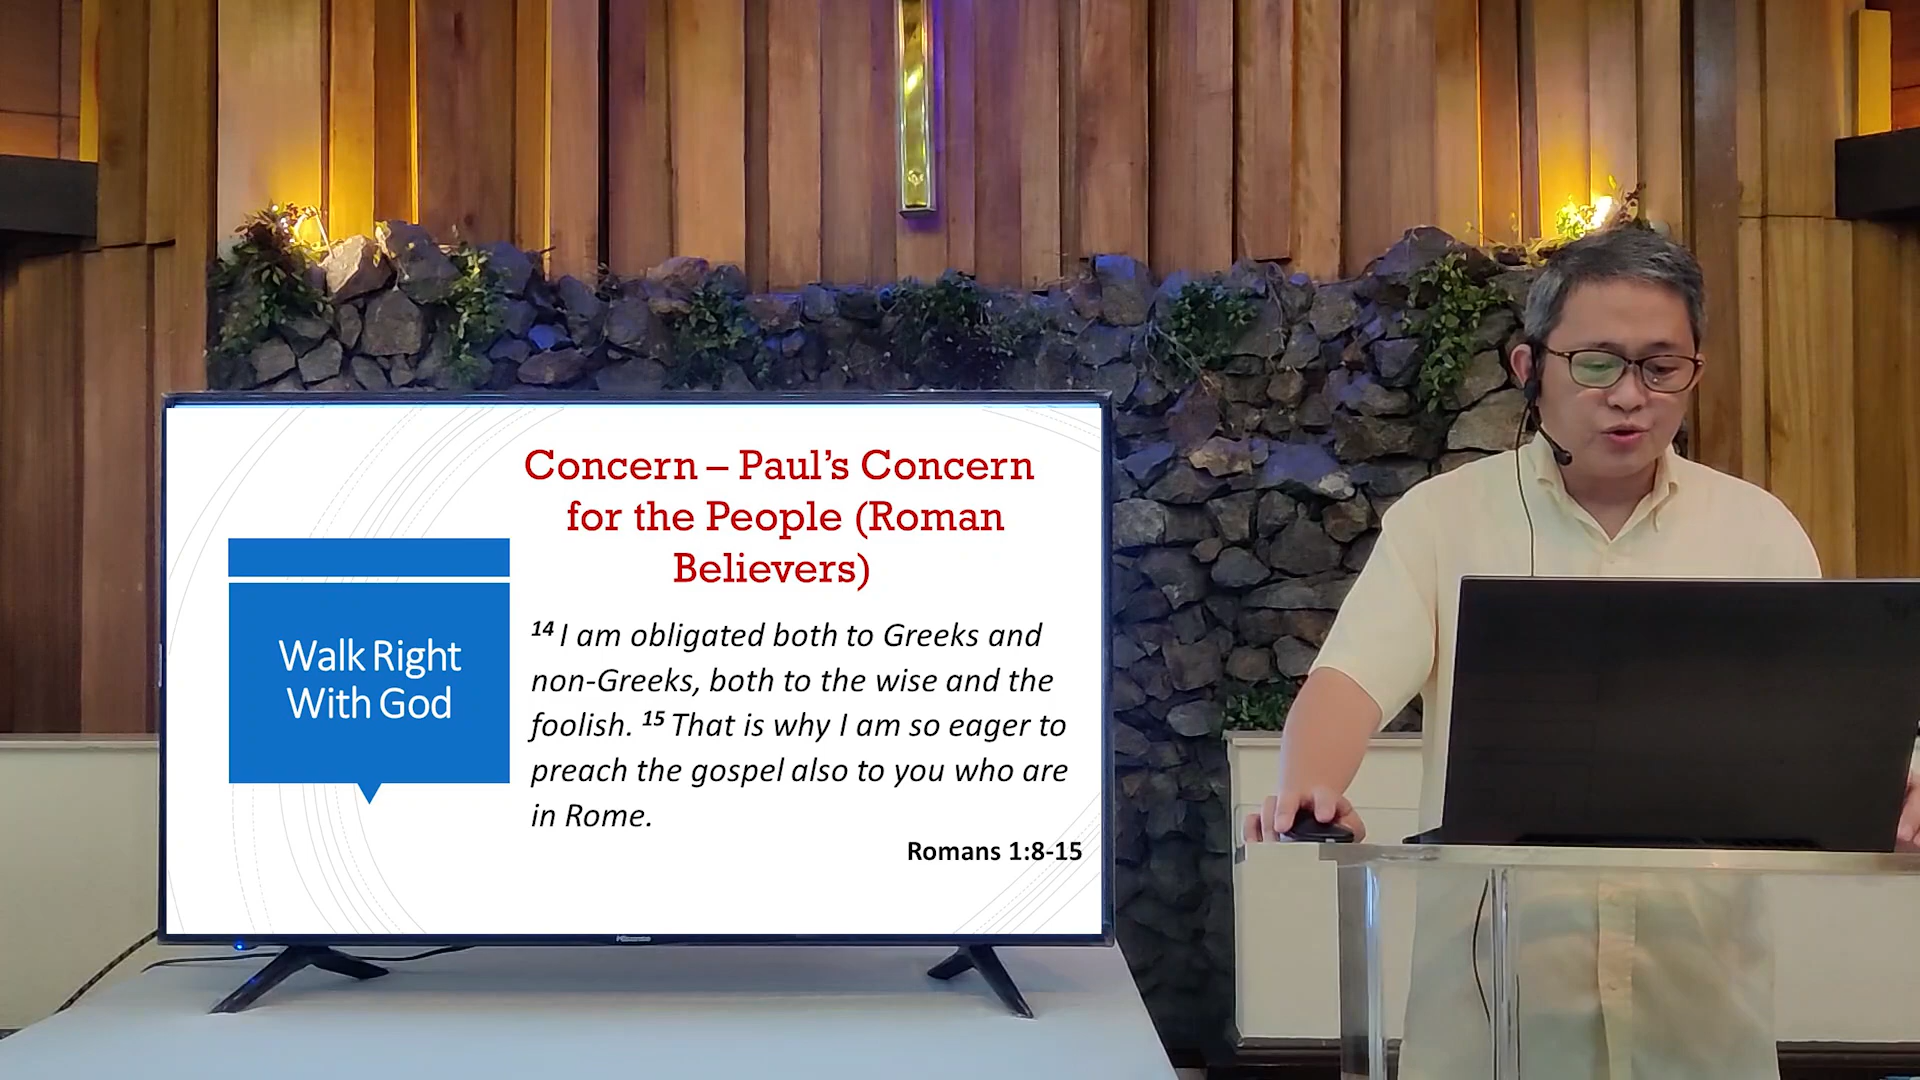 Concern – Paul's Concern
for the People (Roman
Believers)
Walk Right
With God
14 I am obligated both to Greeks and
non-Greeks, both to the wise and the
foolish. 15 That is why I am so eager to
preach the gospel also to you who are
in Rome.
Romans 1:8-15